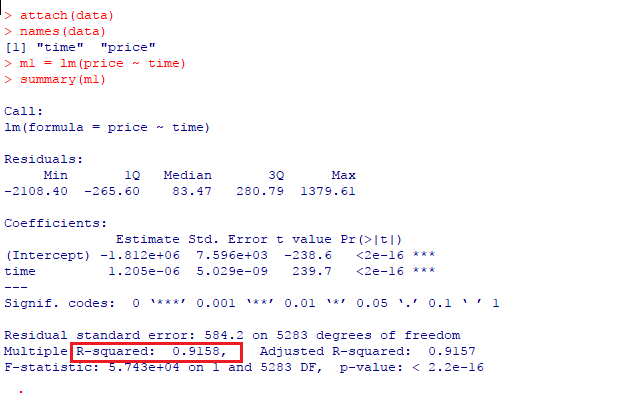 > attach(data)
> names(data)
[1] "time"  "price"
> m1 = lm(price ~ time)
> summary(m1)
Call:
lm(formula = price ~ time)
Residuals:
     Min       1Q   Median       3Q      Max
-2108.40  -265.60    83.47   280.79  1379.61
Coefficients:
              Estimate Std. Error t value Pr(>|t|)
(Intercept) -1.812e+06  7.596e+03  -238.6   <2e-16 ***
time         1.205e-06  5.029e-09   239.7   <2e-16 ***
---
Signif. codes:  0 ‘***’ 0.001 ‘**’ 0.01 ‘*’ 0.05 ‘.’ 0.1 ‘ ’ 1
Residual standard error: 584.2 on 5283 degrees of freedom
Multiple R-squared:  0.9158,    Adjusted R-squared:  0.9157
F-statistic: 5.743e+04 on 1 and 5283 DF,  p-value: < 2.2e-16